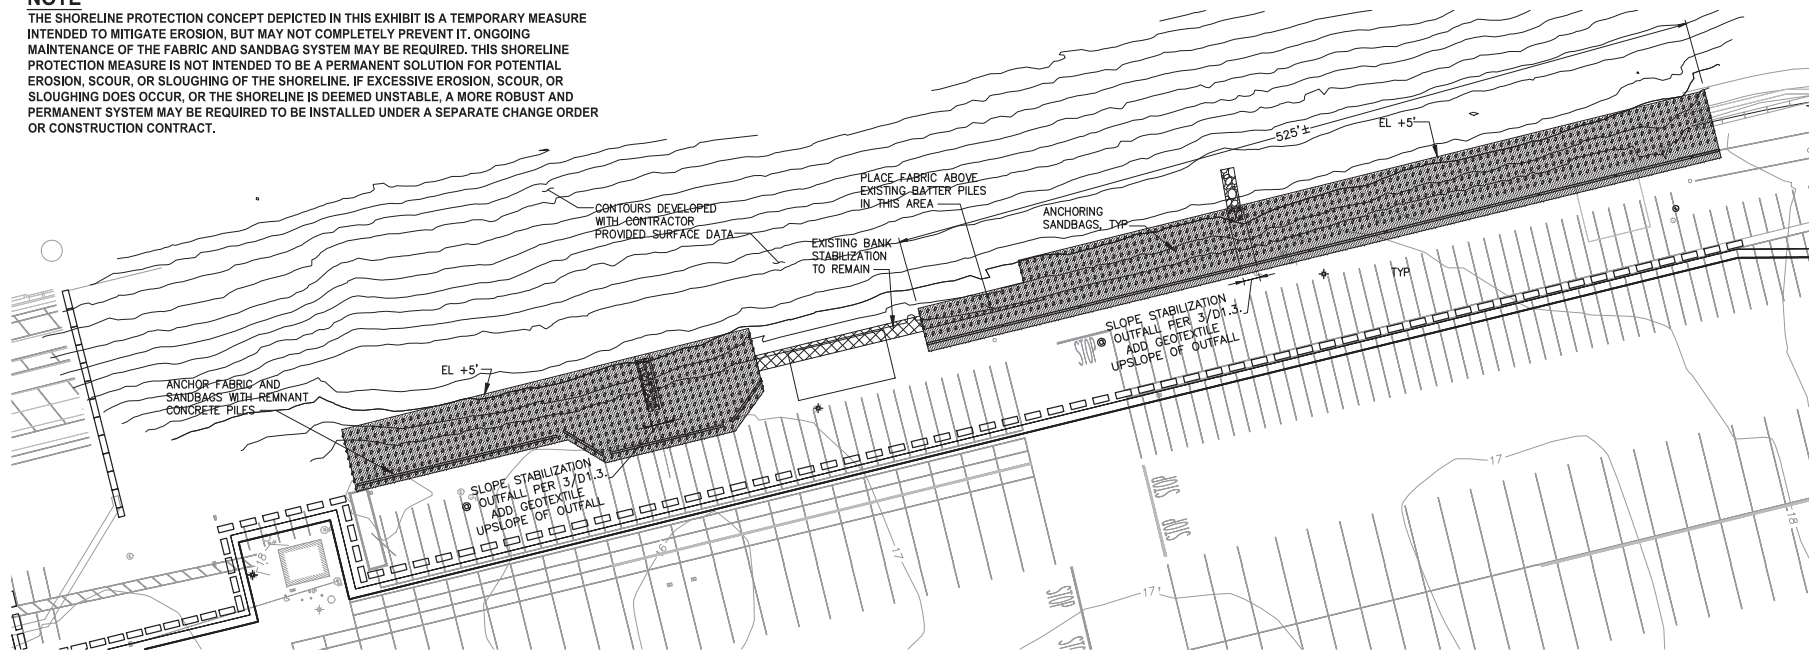 NOTE
THE SHORELINE PROTECTION CONCEPT DEPICTED IN THIS EXHIBIT IS A TEMPORARY MEASURE
INTENDED TO MITIGATE EROSION, BUT MAY NOT COMPLETELY PREVENT IT. ONGOING
MAINTENANCE OF THE FABRIC AND SANDBAG SYSTEM MAY BE REQUIRED. THIS SHORELINE
PROTECTION MEASURE IS NOT INTENDED TO BE A PERMANENT SOLUTION FOR POTENTIAL
EROSION, SCOUR, OR SLOUGHING OF THE SHORELINE. IF EXCESSIVE EROSION, SCOUR, OR
SLOUGHING DOES OCCUR, OR THE SHORELINE IS DEEMED UNSTABLE, A MORE ROBUST AND
PERMANENT SYSTEM MAY BE REQUIRED TO BE INSTALLED UNDER A SEPARATE CHANGE ORDER
OR CONSTRUCTION CONTRACT.
525'±
EL +5'
PLACE FABRIC ABOVE
EXISTING BATTER PILES
IN THIS AREA
CONTOURS DEVELOPED
WITH CONTRACTOR
PROVIDED SURFACE DATA
ANCHORING
SANDBAGS, TYP
EXISTING BANK
STABILIZATION
TO REMAIN
TYP
SLOPE STABILIZATION
OUTFALL PER 3/D1.3.
ADD GEOTEXTILE
UPSLOPE OF OUTFALL
STOP
EL +5'
ANCHOR FABRIC AND
SANDBAGS WITH REMNANT
CONCRETE PILES
SLOPE STABILIZATION
OUTFALL PER 3/D1.3.
ADD GEOTEXTILE
UPSLOPE OF OUTFALL
17
STOP
STOP
18
18
16
17
17
STOP